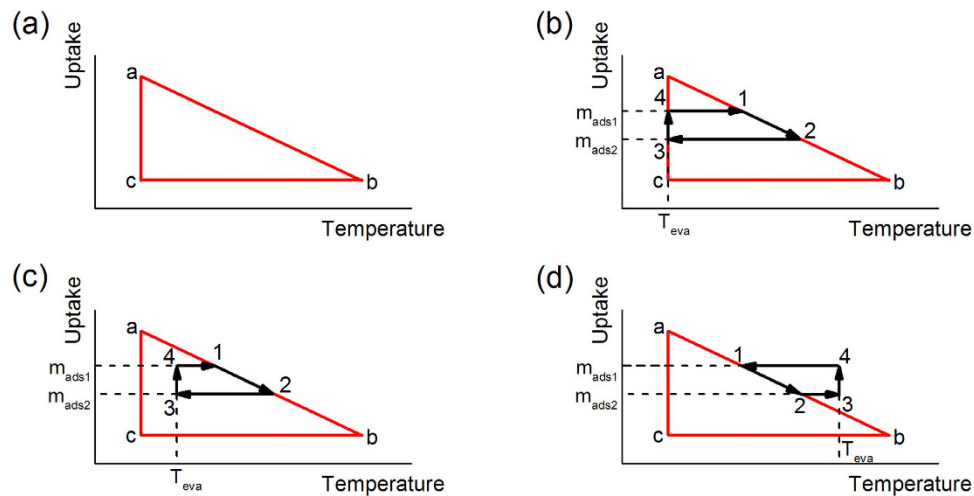 (a)
Uptake
a
c
b
Temperature
(b)
Uptake
a
4
1
m_ads1
2
m_ads2
3
c
b
T_eva
Temperature
(c)
Uptake
a
4
1
m_ads1
2
m_ads2
3
c
b
T_eva
Temperature
(d)
Uptake
a
1
4
m_ads1
m_ads2
2
3
c
b
T_eva
Temperature